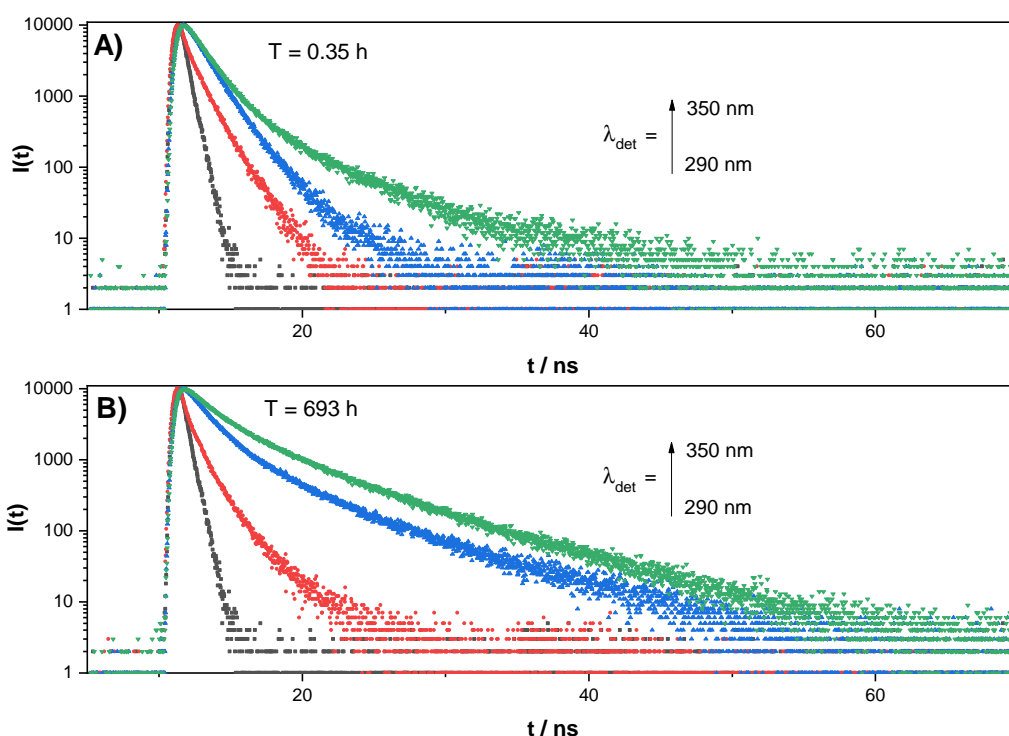 A)
T = 0.35 h
λdet =
350 nm
290 nm
I(t)
10000
1000
100
10
1
20
40
60
t / ns
B)
T = 693 h
λdet =
350 nm
290 nm
I(t)
10000
1000
100
10
1
20
40
60
t / ns